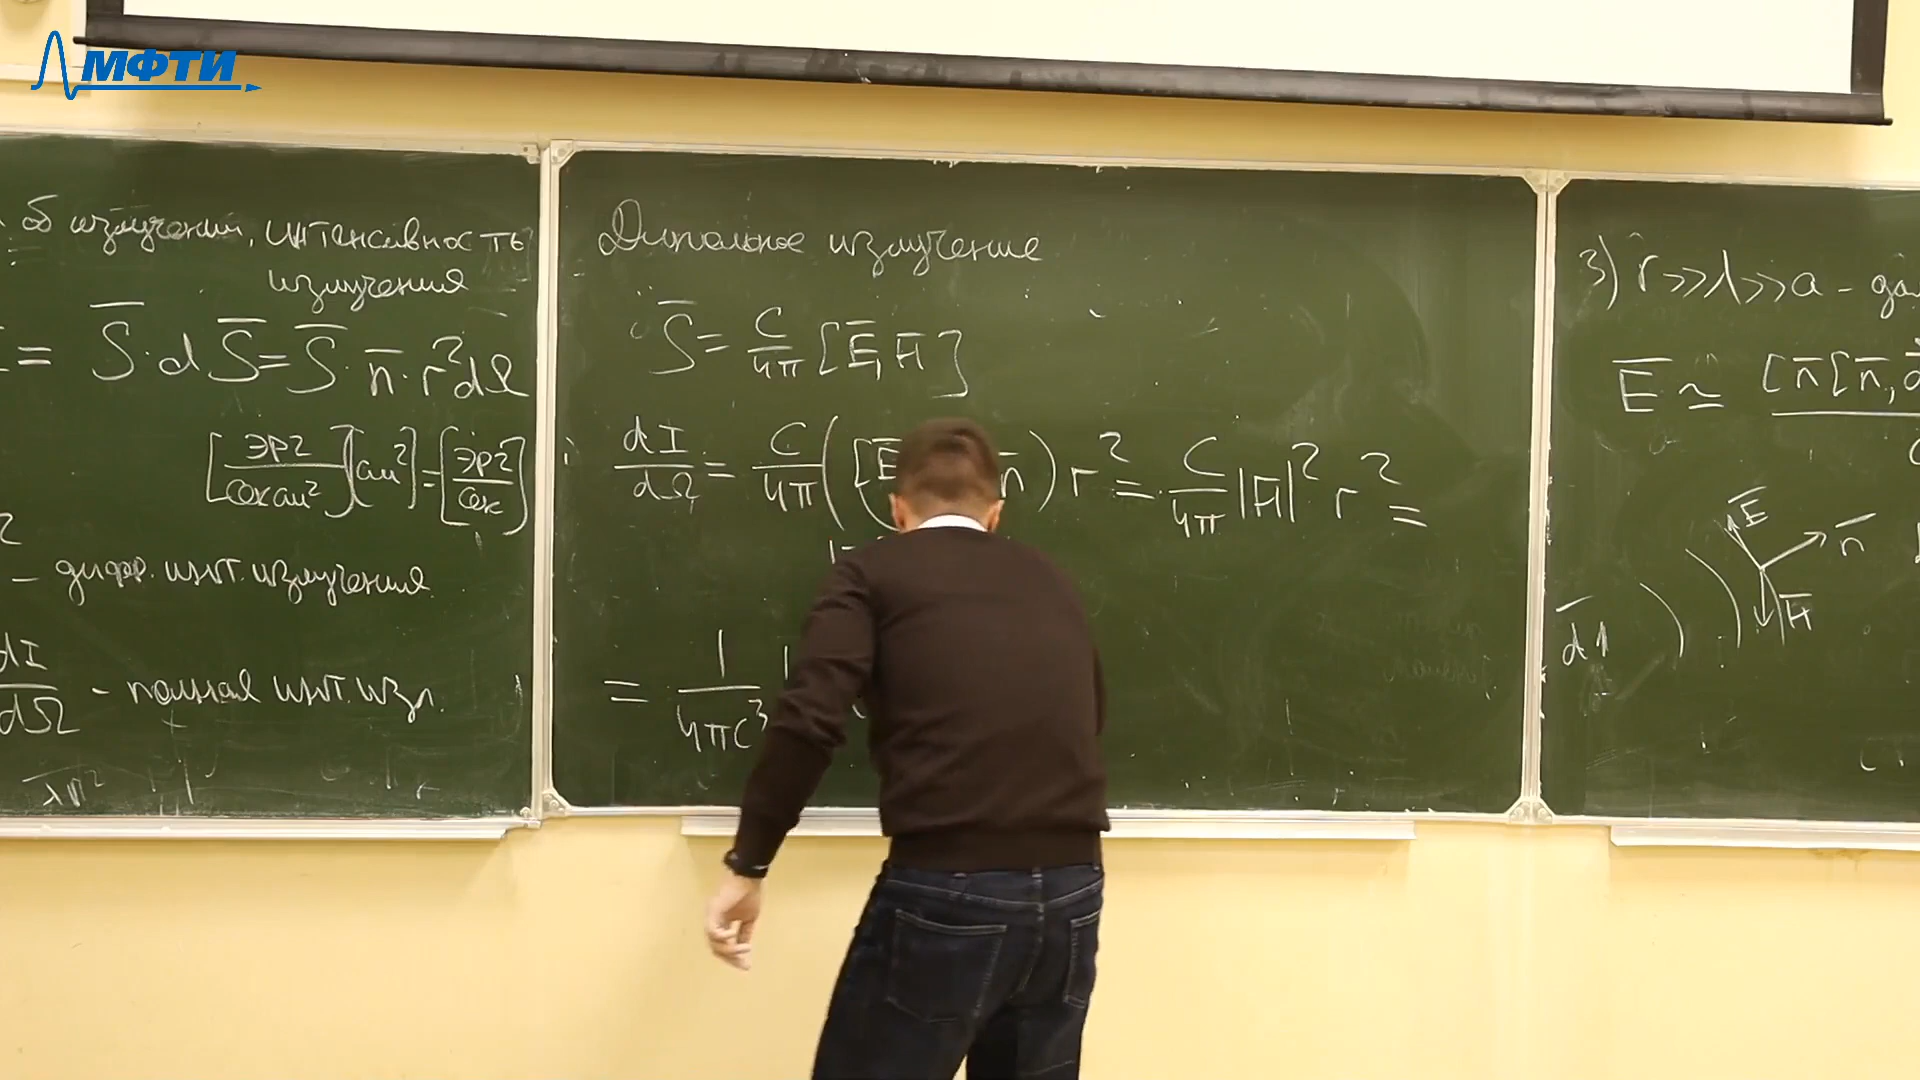 МФТИ
об излучении, интенсивность
излучения
= S̄·dS̄ = S̄·n̄·r²dΩ
[эрг/сек см²][см²]=[эрг/сек]
– дифф. инт. излучения
dI/dΩ – полная инт. изл.
Дипольное излучение
S̄ = c/4π [Ē, H̄]
dI/dΩ = c/4π ([Ē n̄) r² = c/4π |H̄|² r² =
= 1/4πc³
3) r>>λ>>a –
Ē ≃ [n̄[n̄,
Ē
n̄
H̄
d̄